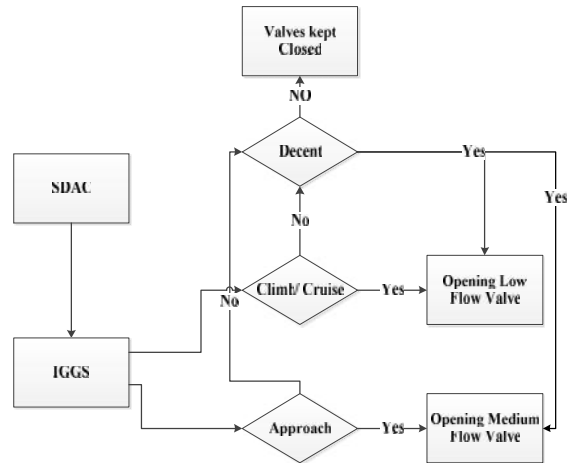 Valves kept
Closed
NO
Decent
Yes
SDAC
Yes
No
Climb/ Cruise
Yes
Opening Low
Flow Valve
No
IGGS
Approach
Yes
Opening Medium
Flow Valve